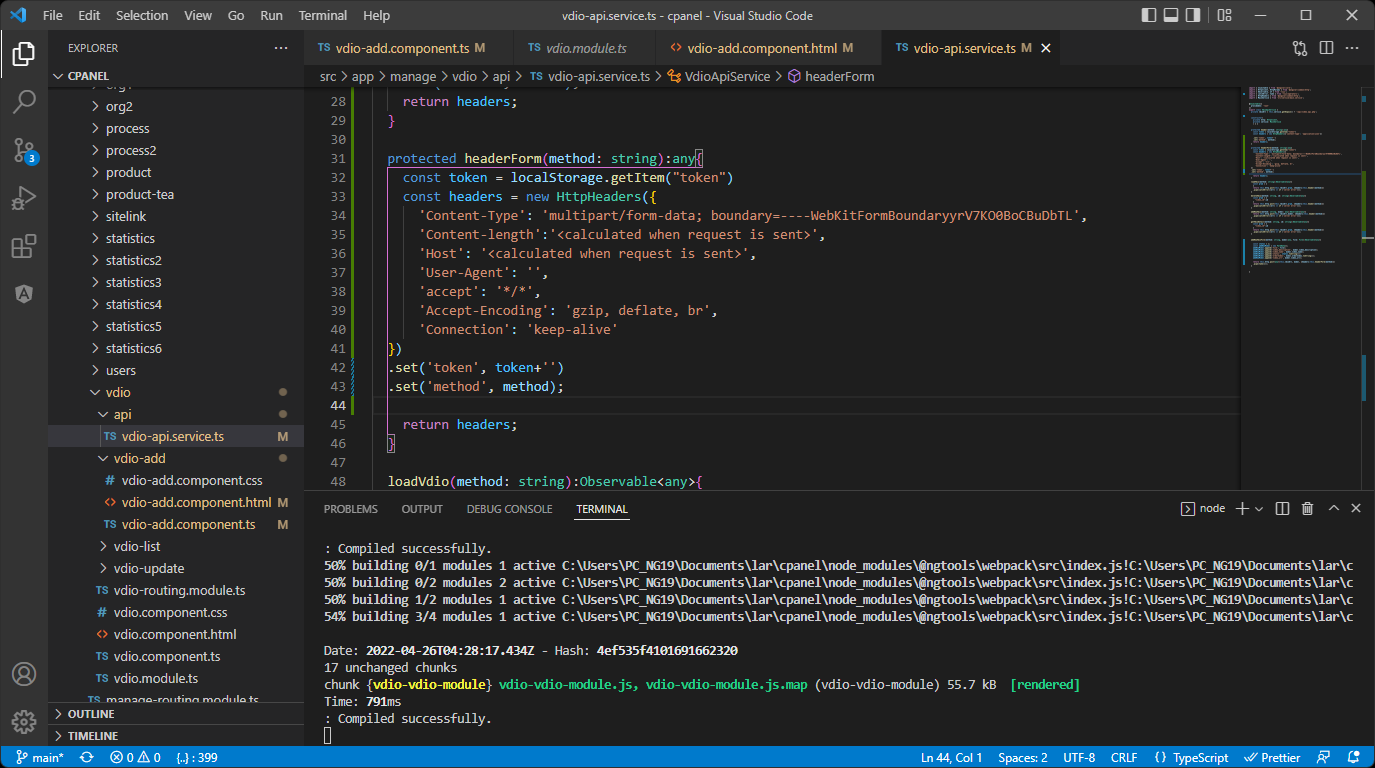 File Edit Selection View Go Run Terminal Help vdio-api.service.ts - cpanel - Visual Studio Code
EXPLORER
CPANEL
org1
org2
process
process2
product
product-tea
sitelink
statistics
statistics2
statistics3
statistics4
statistics5
statistics6
users
vdio
api
TS vdio-api.service.ts M
vdio-add
# vdio-add.component.css
<> vdio-add.component.html M
TS vdio-add.component.ts M
vdio-list
vdio-update
TS vdio-routing.module.ts
# vdio.component.css
<> vdio.component.html
TS vdio.component.ts
TS vdio.module.ts
TS manage-routing.module.ts
OUTLINE
TIMELINE
3
TS vdio-add.component.ts M TS vdio.module.ts <> vdio-add.component.html M TS vdio-api.service.ts M
src > app > manage > vdio > api > TS vdio-api.service.ts > VdioApiService > headerForm
28 return headers;
29 }
30
31 protected headerForm(method: string):any{
32 const token = localStorage.getItem("token")
33 const headers = new HttpHeaders({
34 'Content-Type': 'multipart/form-data; boundary=----WebKitFormBoundaryyrV7KO0BoCBuDbTL',
35 'Content-length':'<calculated when request is sent>',
36 'Host': '<calculated when request is sent>',
37 'User-Agent': '',
38 'accept': '*/*',
39 'Accept-Encoding': 'gzip, deflate, br',
40 'Connection': 'keep-alive'
41 })
42 .set('token', token+'')
43 .set('method', method);
44
45 return headers;
46 }
47
48 loadVdio(method: string):Observable<any>{
PROBLEMS OUTPUT DEBUG CONSOLE TERMINAL node
: Compiled successfully.
50% building 0/1 modules 1 active C:\Users\PC_NG19\Documents\lar\cpanel\node_modules\@ngtools\webpack\src\index.js!C:\Users\PC_NG19\Documents\lar\c
50% building 0/2 modules 2 active C:\Users\PC_NG19\Documents\lar\cpanel\node_modules\@ngtools\webpack\src\index.js!C:\Users\PC_NG19\Documents\lar\c
50% building 1/2 modules 1 active C:\Users\PC_NG19\Documents\lar\cpanel\node_modules\@ngtools\webpack\src\index.js!C:\Users\PC_NG19\Documents\lar\c
54% building 3/4 modules 1 active C:\Users\PC_NG19\Documents\lar\cpanel\node_modules\@ngtools\webpack\src\index.js!C:\Users\PC_NG19\Documents\lar\c
Date: 2022-04-26T04:28:17.434Z - Hash: 4ef535f4101691662320
17 unchanged chunks
chunk {vdio-vdio-module} vdio-vdio-module.js, vdio-vdio-module.js.map (vdio-vdio-module) 55.7 kB [rendered]
Time: 791ms
: Compiled successfully.
main* 0 0 {..} : 399 Ln 44, Col 1 Spaces: 2 UTF-8 CRLF {} TypeScript Prettier